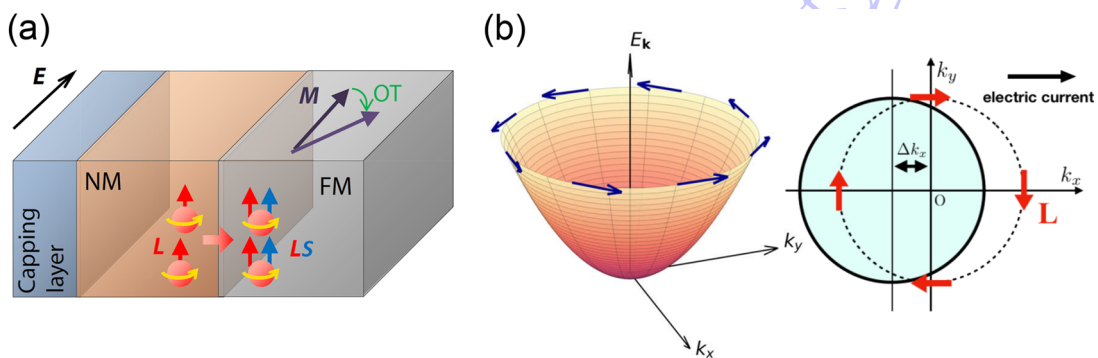 (a)
E
M
OT
NM
FM
L
LS
Capping
layer
(b)
E_k
k_y
k_x
k_y
electric current
Δk_x
k_x
O
L